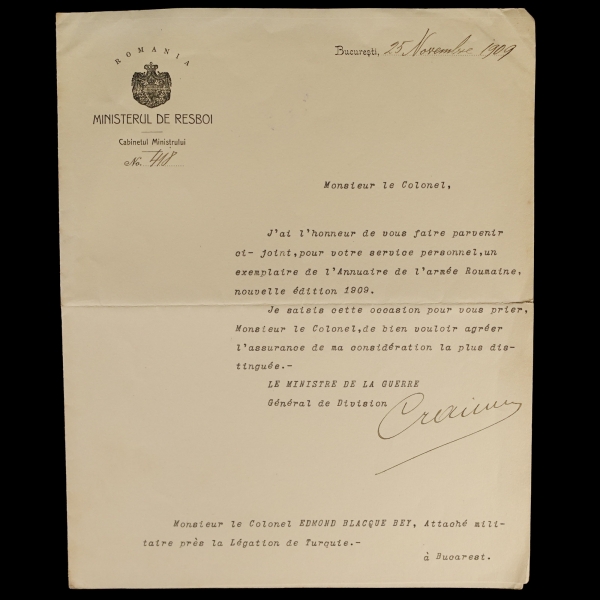 ROMANIA
MINISTERUL DE RESBOI
Cabinetul Ministrului
No. 418
Bucureşti, 25 Novembre 1909
Monsieur le Colonel,
J'ai l'honneur de vous faire parvenir
ci- joint,pour votre service personnel,un
exemplaire de l'Annuaire de l'armée Roumaine,
nouvelle édition 1909.
Je saisis cette occasion pour vous prier,
Monsieur le Colonel,de bien vouloir agréer
l'assurance de ma considération la plus dis-
tinguée.-
LE MINISTRE DE LA GUERRE
Général de Division
Monsieur le Colonel EDMOND BLACQUE BEY, Attaché mili-
taire près la Légation de Turquie.-
à Bucarest.